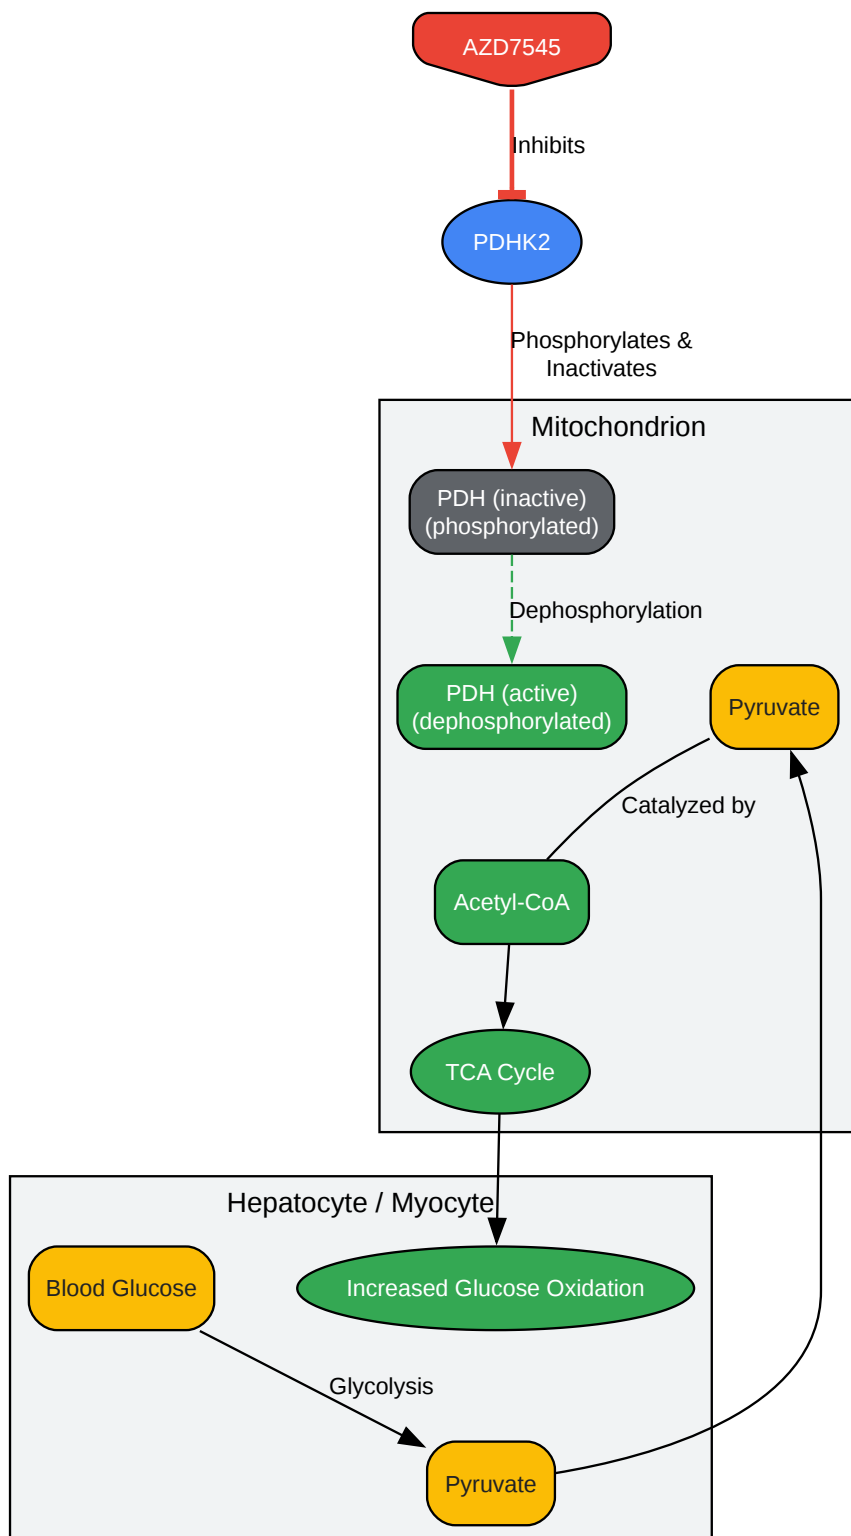 AZD7545
Inhibits
PDHK2
Phosphorylates &
Inactivates
Mitochondrion
PDH (inactive)
(phosphorylated)
Dephosphorylation
PDH (active)
(dephosphorylated)
Pyruvate
Catalyzed by
Acetyl-CoA
TCA Cycle
Hepatocyte / Myocyte
Blood Glucose
Increased Glucose Oxidation
Glycolysis
Pyruvate